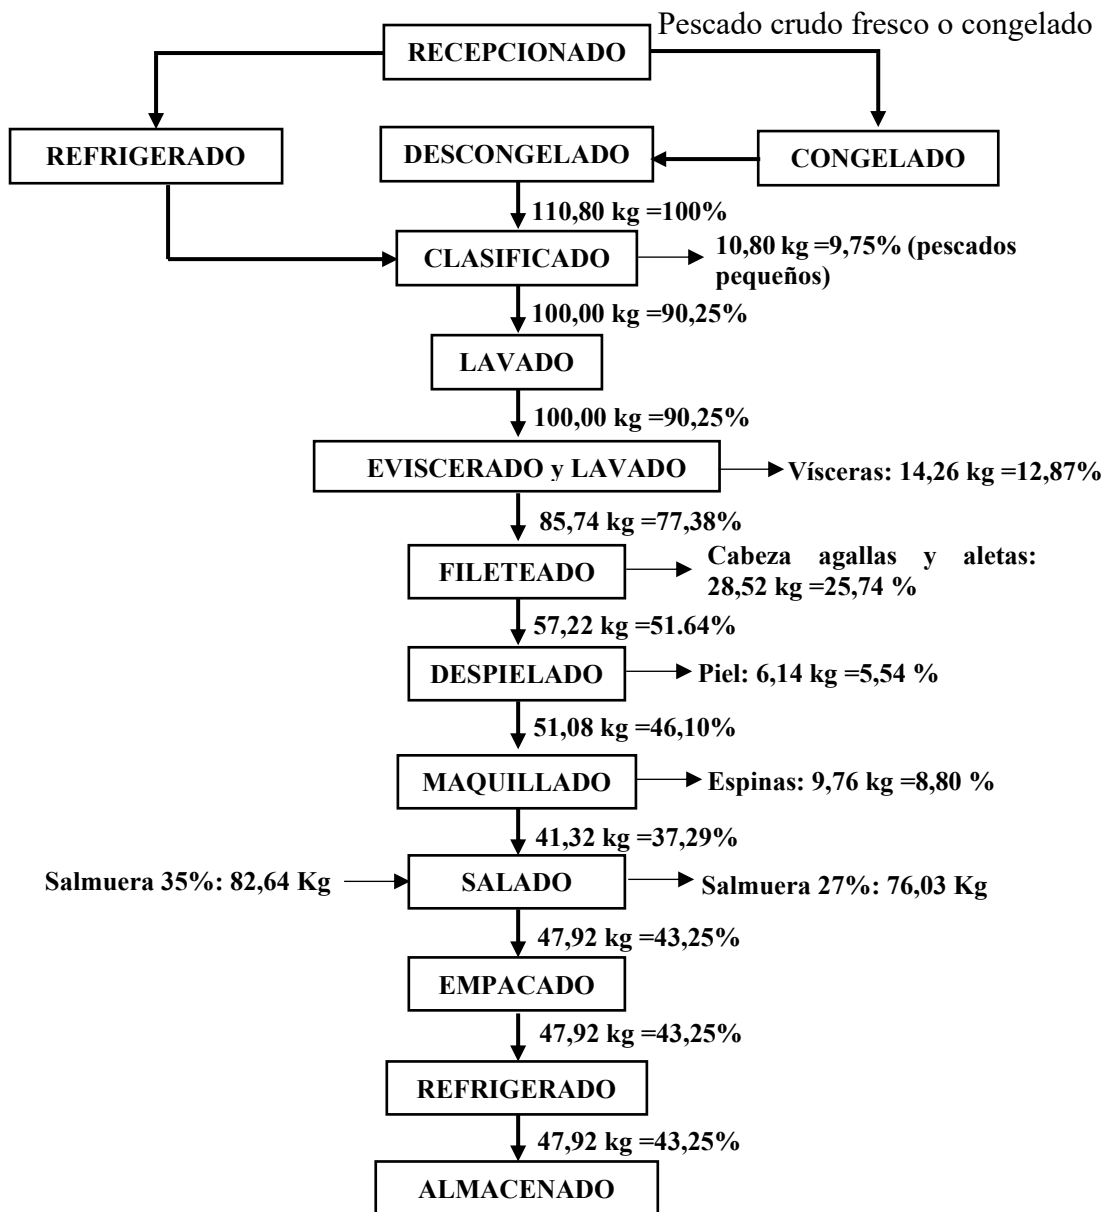 Pescado crudo fresco o congelado
RECEPCIONADO
REFRIGERADO
DESCONGELADO
CONGELADO
110,80 kg =100%
CLASIFICADO
10,80 kg =9,75% (pescados
pequeños)
100,00 kg =90,25%
LAVADO
100,00 kg =90,25%
EVISCERADO y LAVADO
Vísceras: 14,26 kg =12,87%
85,74 kg =77,38%
FILETEADO
Cabeza agallas y aletas:
28,52 kg =25,74 %
57,22 kg =51.64%
DESPIELADO
Piel: 6,14 kg =5,54 %
51,08 kg =46,10%
MAQUILLADO
Espinas: 9,76 kg =8,80 %
41,32 kg =37,29%
Salmuera 35%: 82,64 Kg
SALADO
Salmuera 27%: 76,03 Kg
47,92 kg =43,25%
EMPACADO
47,92 kg =43,25%
REFRIGERADO
47,92 kg =43,25%
ALMACENADO